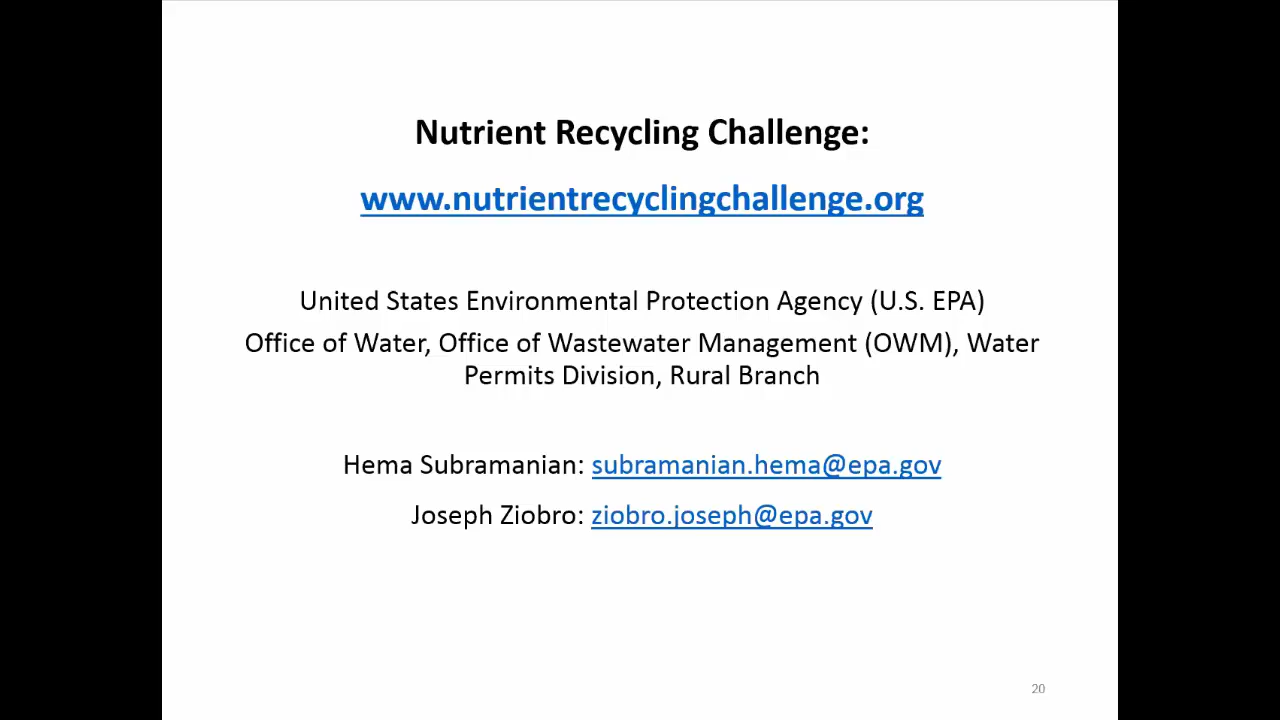 Nutrient Recycling Challenge:
www.nutrientrecyclingchallenge.org
United States Environmental Protection Agency (U.S. EPA)
Office of Water, Office of Wastewater Management (OWM), Water
Permits Division, Rural Branch
Hema Subramanian: subramanian.hema@epa.gov
Joseph Ziobro: ziobro.joseph@epa.gov
20